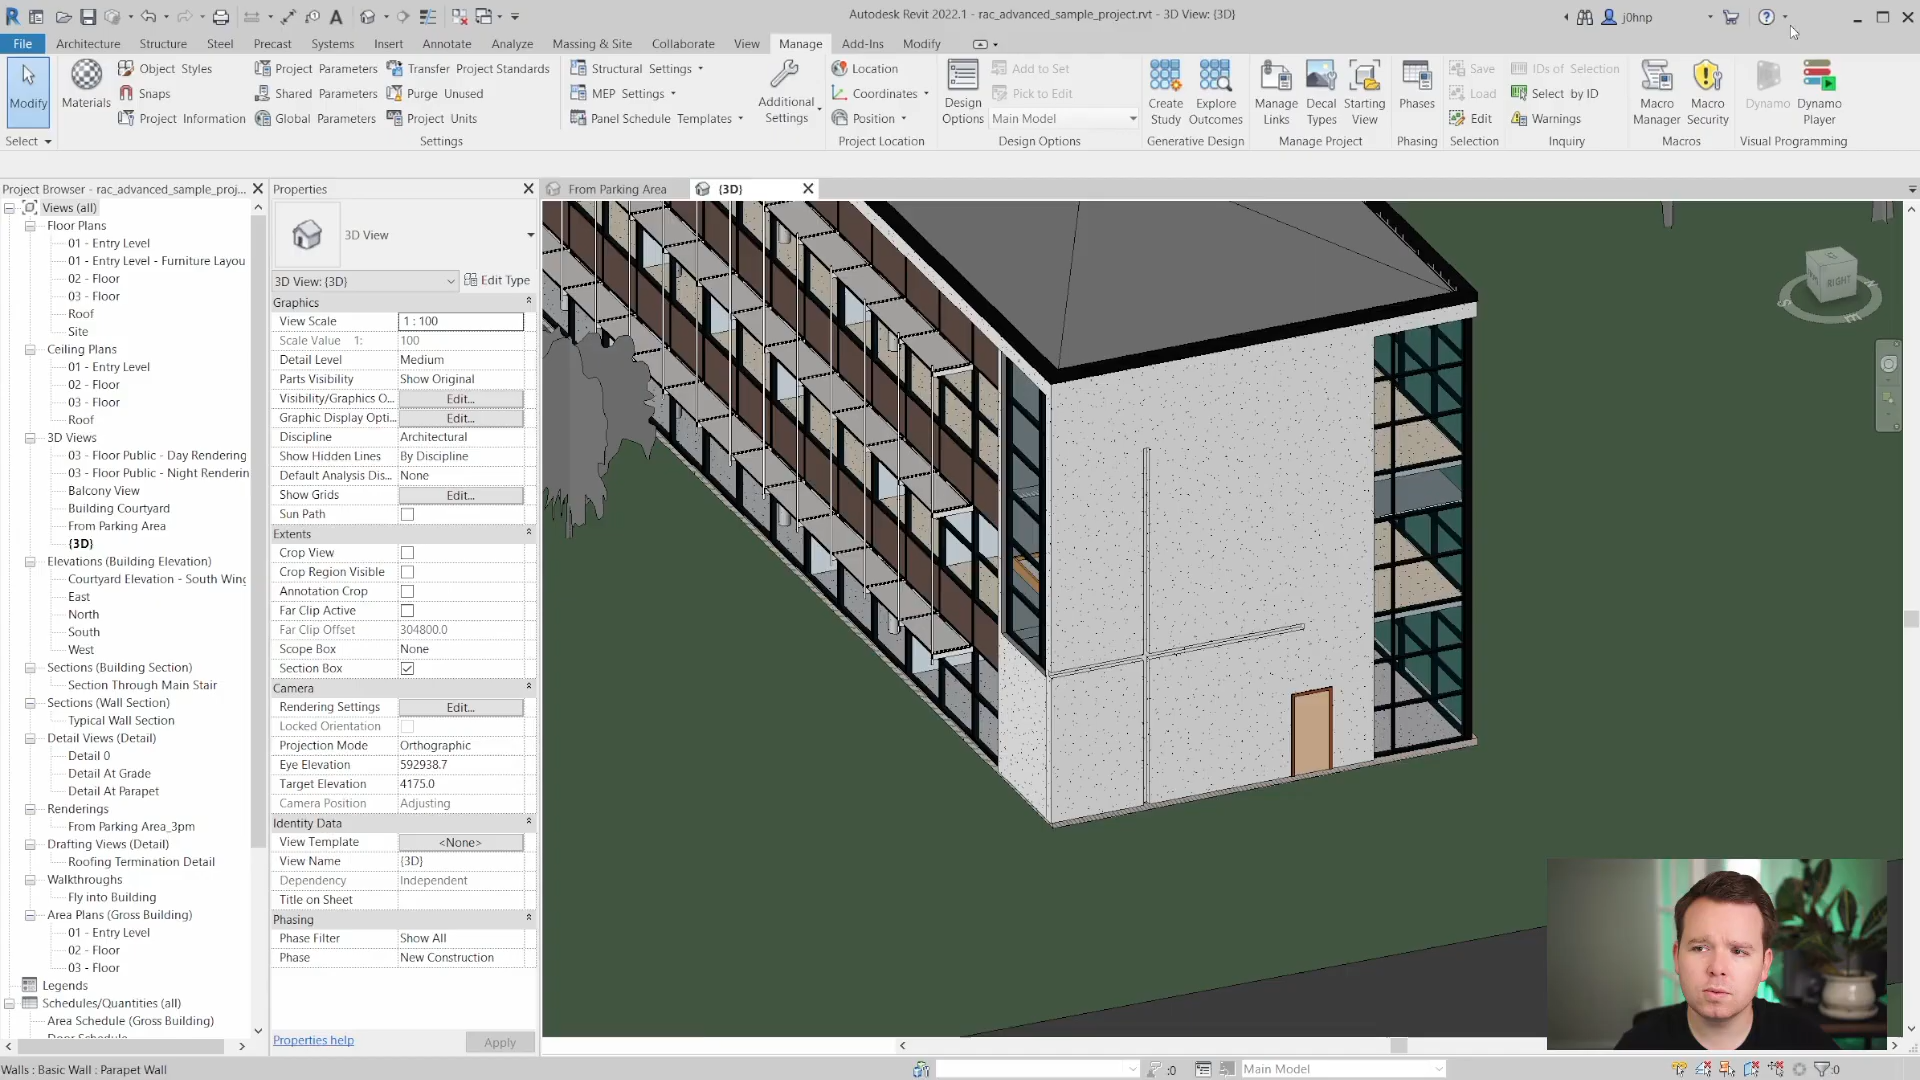 Autodesk Revit 2022.1 - rac_advanced_sample_project.rvt - 3D View: {3D}
j0hnp
File Architecture Structure Steel Precast Systems Insert Annotate Analyze Massing & Site Collaborate View Manage Add-Ins Modify
Modify
Select
Materials
Object Styles
Snaps
Project Information
Project Parameters
Shared Parameters
Global Parameters
Transfer Project Standards
Purge Unused
Project Units
Settings
Structural Settings
MEP Settings
Panel Schedule Templates
Additional Settings
Location
Coordinates
Position
Project Location
Design Options
Add to Set
Pick to Edit
Main Model
Design Options
Create Study
Explore Outcomes
Generative Design
Manage Links
Decal Types
Starting View
Manage Project
Phases
Phasing
Save
Load
Edit
Selection
IDs of Selection
Select by ID
Warnings
Inquiry
Macro Manager
Macro Security
Macros
Dynamo
Dynamo Player
Visual Programming
Project Browser - rac_advanced_sample_proj...
Views (all)
Floor Plans
01 - Entry Level
01 - Entry Level - Furniture Layou
02 - Floor
03 - Floor
Roof
Site
Ceiling Plans
01 - Entry Level
02 - Floor
03 - Floor
Roof
3D Views
03 - Floor Public - Day Rendering
03 - Floor Public - Night Renderin
Balcony View
Building Courtyard
From Parking Area
{3D}
Elevations (Building Elevation)
Courtyard Elevation - South Wing
East
North
South
West
Sections (Building Section)
Section Through Main Stair
Sections (Wall Section)
Typical Wall Section
Detail Views (Detail)
Detail 0
Detail At Grade
Detail At Parapet
Renderings
From Parking Area_3pm
Drafting Views (Detail)
Roofing Termination Detail
Walkthroughs
Fly into Building
Area Plans (Gross Building)
01 - Entry Level
02 - Floor
03 - Floor
Legends
Schedules/Quantities (all)
Area Schedule (Gross Building)
Properties
3D View
3D View: {3D}
Edit Type
Graphics
View Scale 1 : 100
Scale Value 1: 100
Detail Level Medium
Parts Visibility Show Original
Visibility/Graphics O... Edit...
Graphic Display Opti... Edit...
Discipline Architectural
Show Hidden Lines By Discipline
Default Analysis Dis... None
Show Grids Edit...
Sun Path
Extents
Crop View
Crop Region Visible
Annotation Crop
Far Clip Active
Far Clip Offset 304800.0
Scope Box None
Section Box
Camera
Rendering Settings Edit...
Locked Orientation
Projection Mode Orthographic
Eye Elevation 592938.7
Target Elevation 4175.0
Camera Position Adjusting
Identity Data
View Template <None>
View Name {3D}
Dependency Independent
Title on Sheet
Phasing
Phase Filter Show All
Phase New Construction
Properties help
Apply
From Parking Area
{3D}
RIGHT
Walls : Basic Wall : Parapet Wall
:0
Main Model
:0